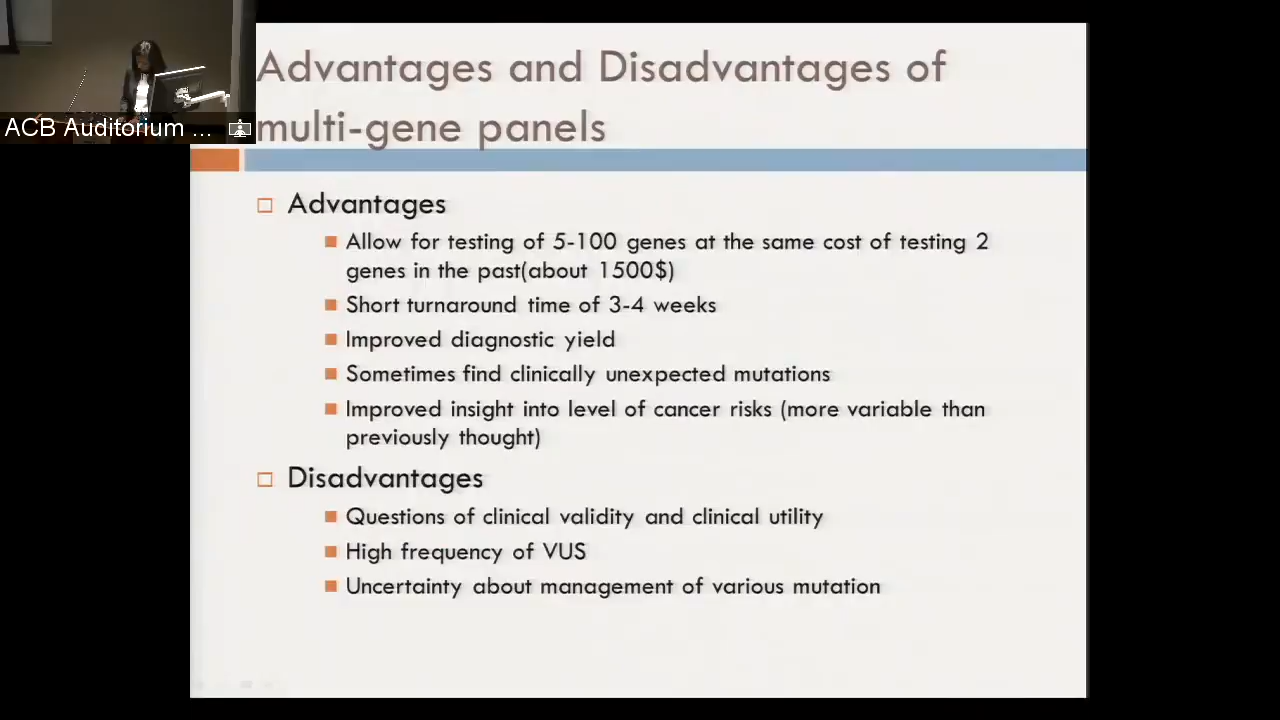 Advantages and Disadvantages of
multi-gene panels
ACB Auditorium ...
Advantages
Allow for testing of 5-100 genes at the same cost of testing 2
genes in the past(about 1500$)
Short turnaround time of 3-4 weeks
Improved diagnostic yield
Sometimes find clinically unexpected mutations
Improved insight into level of cancer risks (more variable than
previously thought)
Disadvantages
Questions of clinical validity and clinical utility
High frequency of VUS
Uncertainty about management of various mutation